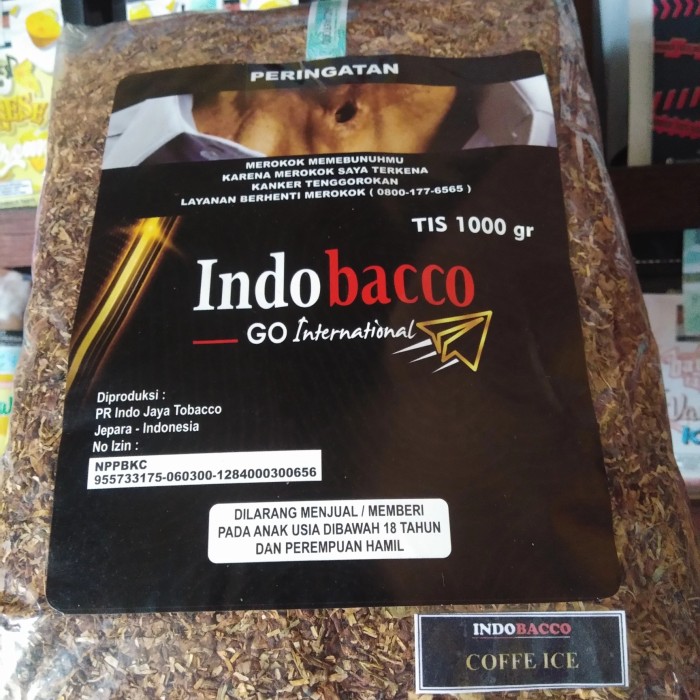 PERINGATAN
MEROKOK MEMEBUNUHMU
KARENA MEROKOK SAYA TERKENA
KANKER TENGGOROKAN
LAYANAN BERHENTI MEROKOK ( 0800-177-6565 )
TIS 1000 gr
Indobacco
GO International
Diproduksi :
PR Indo Jaya Tobacco
Jepara - Indonesia
No Izin :
NPPBKC
955733175-060300-1284000300656
DILARANG MENJUAL / MEMBERI
PADA ANAK USIA DIBAWAH 18 TAHUN
DAN PEREMPUAN HAMIL
INDOBACCO
COFFE ICE